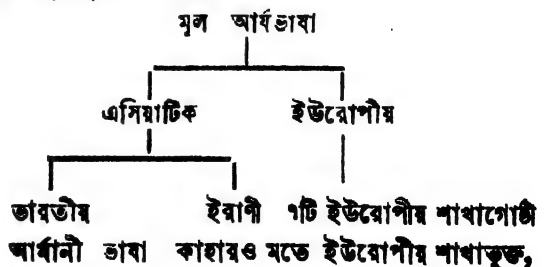 মূল আর্যভাষা
এসিয়াটিক ইউরোপীয়
ভারতীয় ইরাণী ৭টি ইউরোপীয় শাখাগোষ্ঠী
আর্মানী ভাষা কাহারও মতে ইউরোপীয় শাখাভুক্ত,